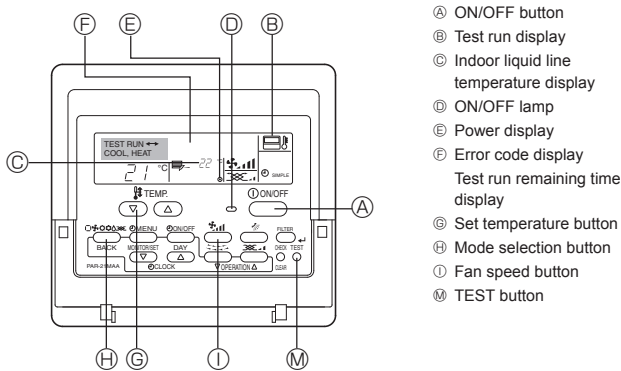 Ⓕ Ⓔ Ⓓ Ⓑ
TEST RUN ↔
COOL, HEAT
21 °C
22 °C
SIMPLE
Ⓒ
TEMP.
ON/OFF
Ⓐ
MENU
ON/OFF
FILTER
BACK
MONITOR/SET
DAY
CHECK TEST
PAR-21MAA
CLOCK
OPERATION
CLEAR
Ⓗ Ⓖ Ⓘ Ⓜ
Ⓐ ON/OFF button
Ⓑ Test run display
Ⓒ Indoor liquid line
temperature display
Ⓓ ON/OFF lamp
Ⓔ Power display
Ⓕ Error code display
Test run remaining time
display
Ⓖ Set temperature button
Ⓗ Mode selection button
Ⓘ Fan speed button
Ⓜ TEST button